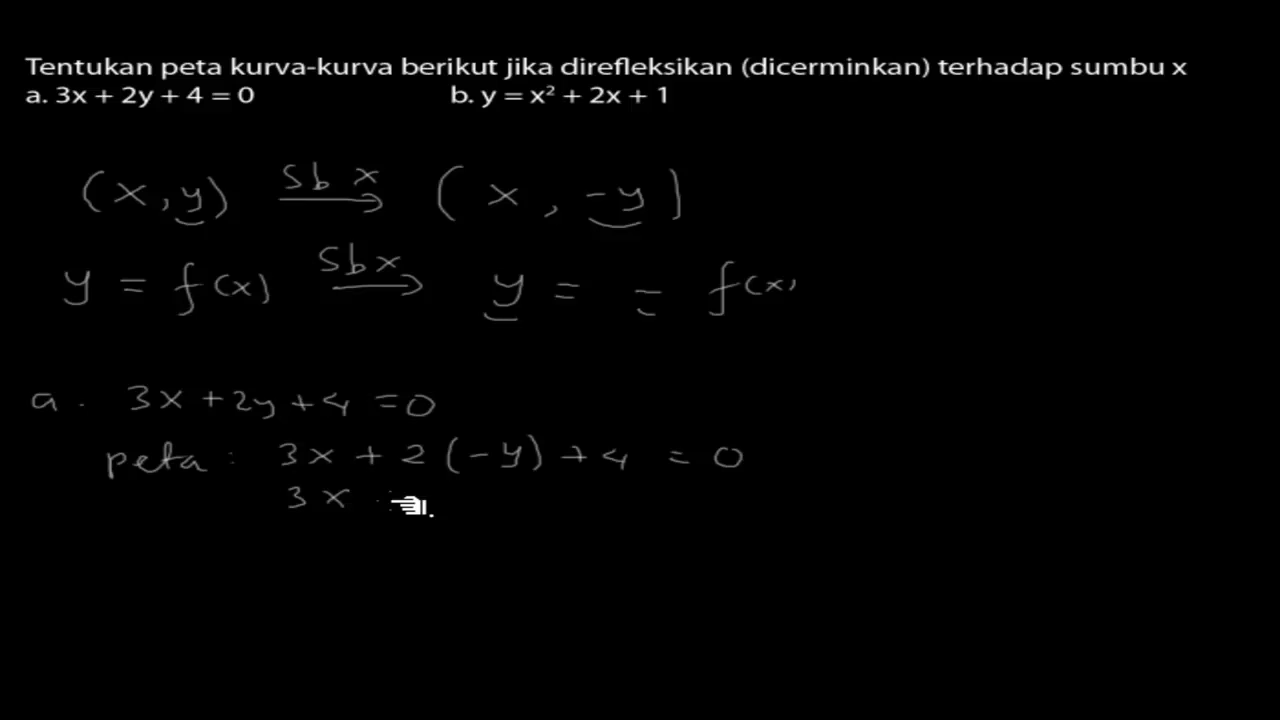 Tentukan peta kurva-kurva berikut jika direfleksikan (dicerminkan) terhadap sumbu x
a. 3x + 2y + 4 = 0 b. y = x² + 2x + 1
(x, y) sb x → (x, -y)
y = f(x) sb x → y = - f(x)
a. 3x + 2y + 4 = 0
peta : 3x + 2(-y) + 4 = 0
3x